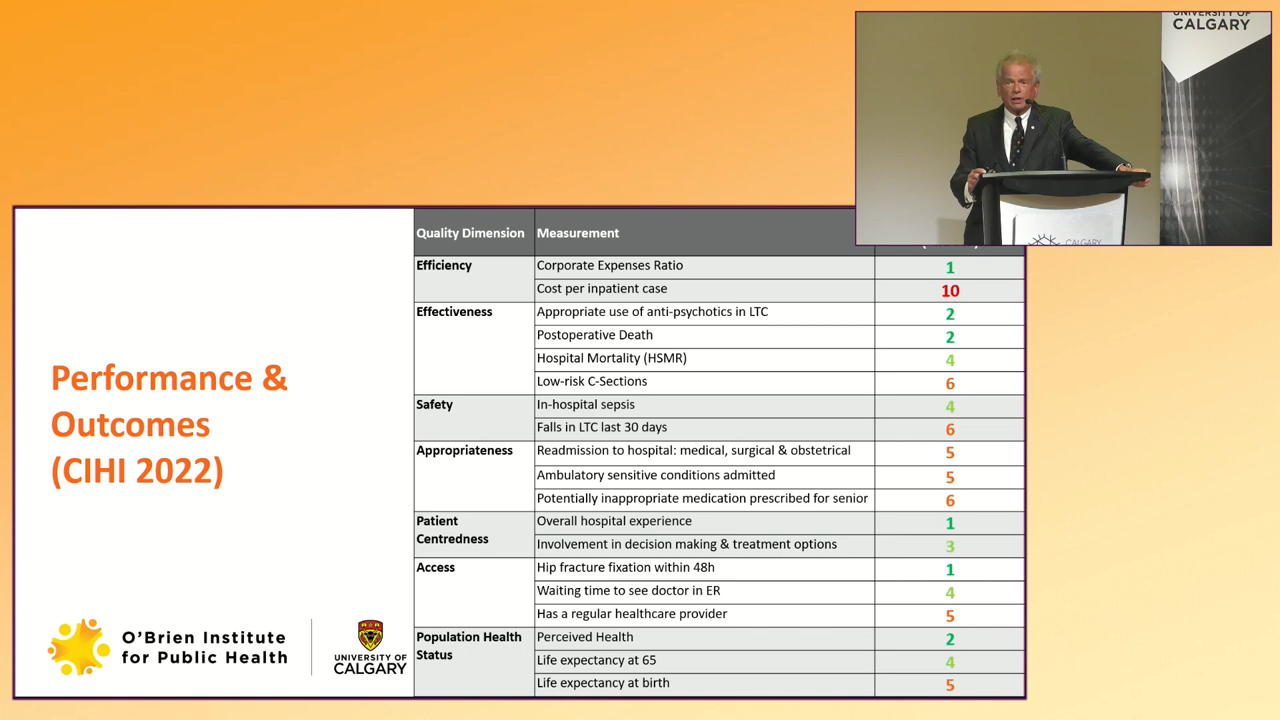 UNIVERSITY OF
CALGARY
CALGARY
Quality Dimension Measurement
Efficiency Corporate Expenses Ratio 1
Cost per inpatient case 10
Effectiveness Appropriate use of anti-psychotics in LTC 2
Postoperative Death 2
Hospital Mortality (HSMR) 4
Low-risk C-Sections 6
Safety In-hospital sepsis 4
Falls in LTC last 30 days 6
Appropriateness Readmission to hospital: medical, surgical & obstetrical 5
Ambulatory sensitive conditions admitted 5
Potentially inappropriate medication prescribed for senior 6
Patient Centredness Overall hospital experience 1
Involvement in decision making & treatment options 3
Access Hip fracture fixation within 48h 1
Waiting time to see doctor in ER 4
Has a regular healthcare provider 5
Population Health Status Perceived Health 2
Life expectancy at 65 4
Life expectancy at birth 5
Performance &
Outcomes
(CIHI 2022)
O'Brien Institute
for Public Health
UNIVERSITY OF
CALGARY